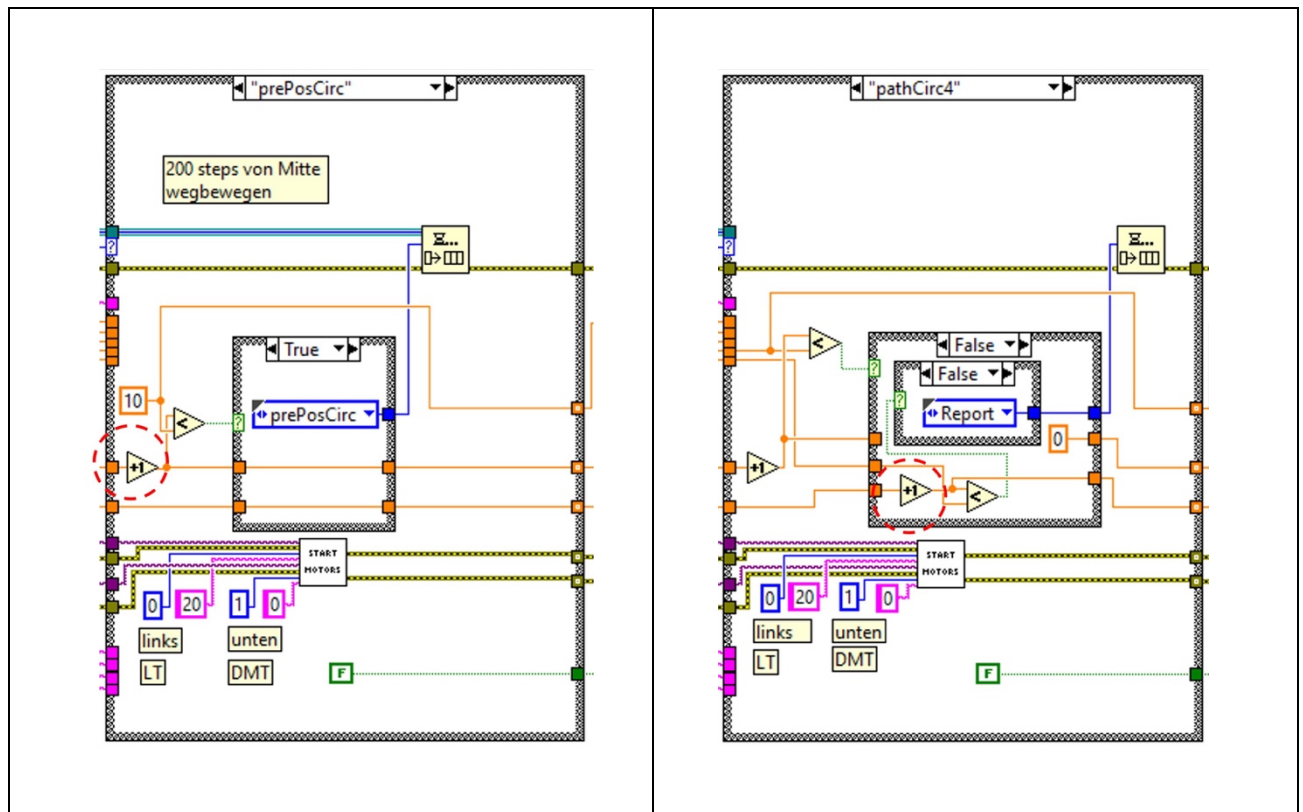 "prePosCirc"
200 steps von Mitte
wegbewegen
True
10
prePosCirc
?
<
?
+1
START
MOTORS
0
20
1
0
links
unten
LT
DMT
F
"pathCirc4"
?
<
False
?
False
?
Report
0
+1
+1
<
START
MOTORS
0
20
1
0
links
unten
LT
DMT
F